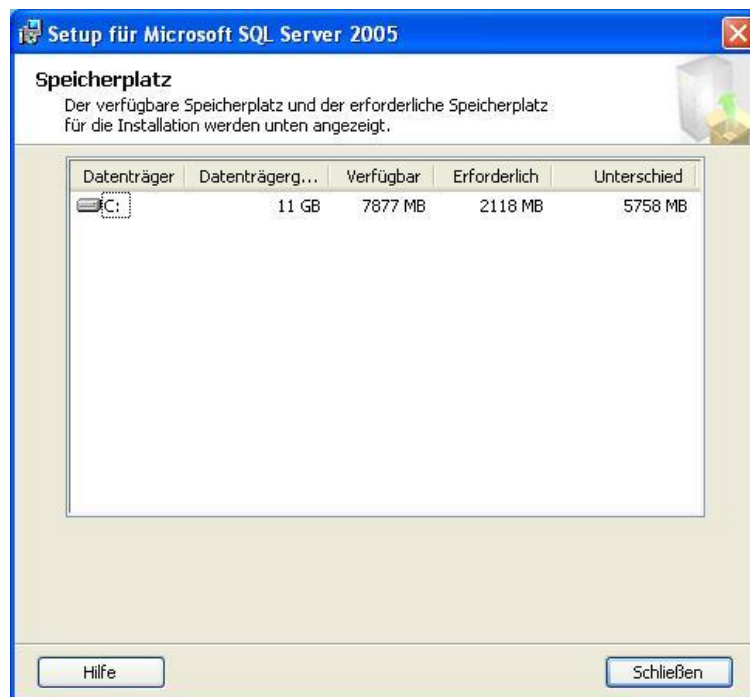 Setup für Microsoft SQL Server 2005
Speicherplatz
Der verfügbare Speicherplatz und der erforderliche Speicherplatz
für die Installation werden unten angezeigt.
Datenträger Datenträgerg... Verfügbar Erforderlich Unterschied
C: 11 GB 7877 MB 2118 MB 5758 MB
Hilfe Schließen